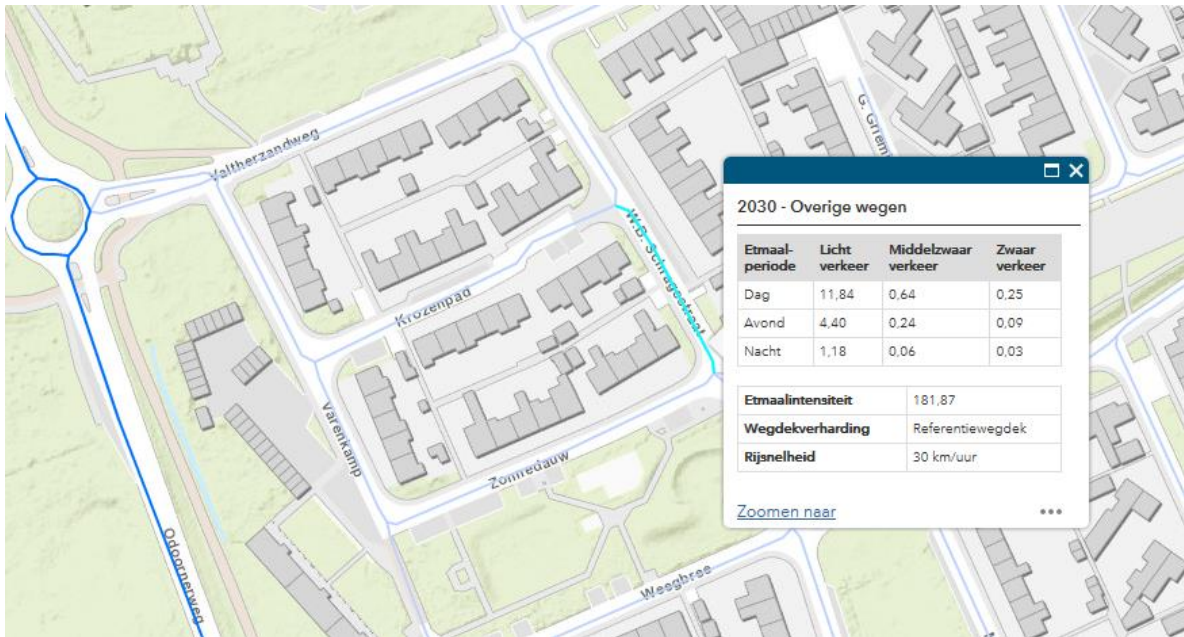 Valtherzandweg
G. Griem
W.B. Schragestraat
Krozenpad
Varenkamp
Zonnedauw
Odoornerweg
Weegbree
2030 - Overige wegen
Etmaal- Licht Middelzwaar Zwaar
periode verkeer verkeer verkeer
Dag 11,84 0,64 0,25
Avond 4,40 0,24 0,09
Nacht 1,18 0,06 0,03
Etmaalintensiteit 181,87
Wegdekverharding Referentiewegdek
Rijsnelheid 30 km/uur
Zoomen naar